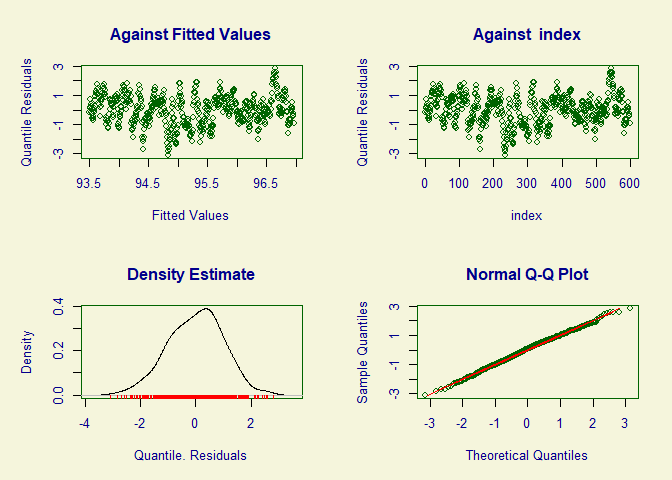 Against Fitted Values
Quantile Residuals
3
1
-1
-3
93.5 94.5 95.5 96.5
Fitted Values
Against index
Quantile Residuals
3
1
-1
-3
0 100 200 300 400 500 600
index
Density Estimate
Density
0.4
0.2
0.0
-4 -2 0 2
Quantile. Residuals
Normal Q-Q Plot
Sample Quantiles
3
1
-1
-3
-3 -2 -1 0 1 2 3
Theoretical Quantiles